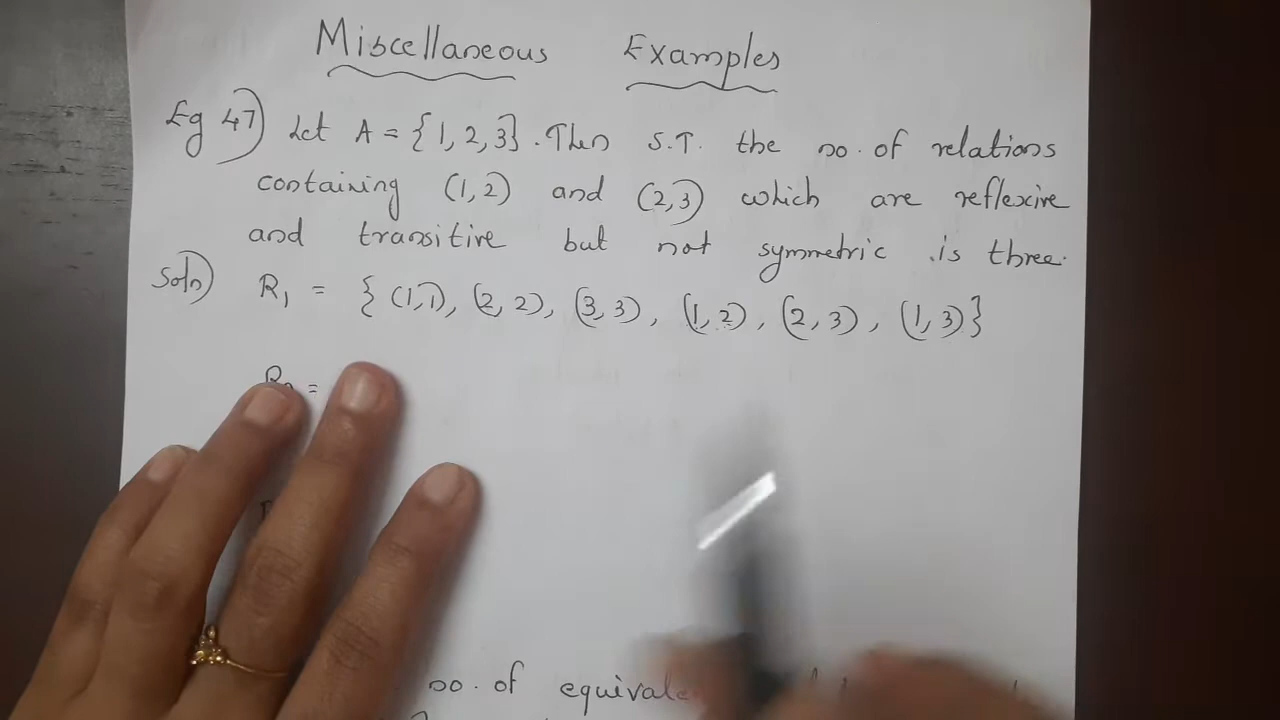 Miscellaneous Examples
Eg 47) Let A = {1, 2, 3}. Then S.T. the no. of relations
containing (1, 2) and (2, 3) which are reflexive
and transitive but not symmetric is three.
Soln) R₁ = { (1, 1), (2, 2), (3, 3), (1, 2), (2, 3), (1, 3)}
R₂ =
no. of